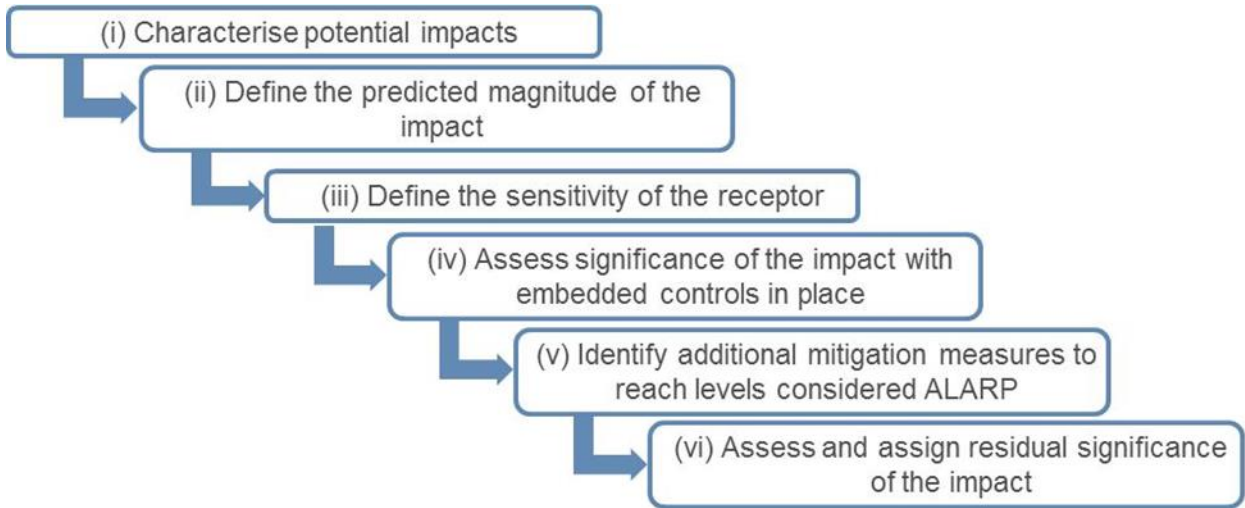 (i) Characterise potential impacts
(ii) Define the predicted magnitude of the
impact
(iii) Define the sensitivity of the receptor
(iv) Assess significance of the impact with
embedded controls in place
(v) Identify additional mitigation measures to
reach levels considered ALARP
(vi) Assess and assign residual significance
of the impact